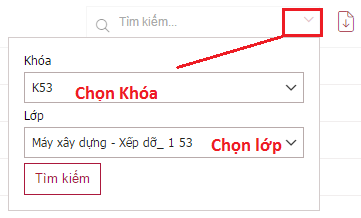 Tìm kiếm...
Khóa
K53 Chọn Khóa
Lớp
Máy xây dựng - Xếp dỡ_ 1 53 Chọn lớp
Tìm kiếm